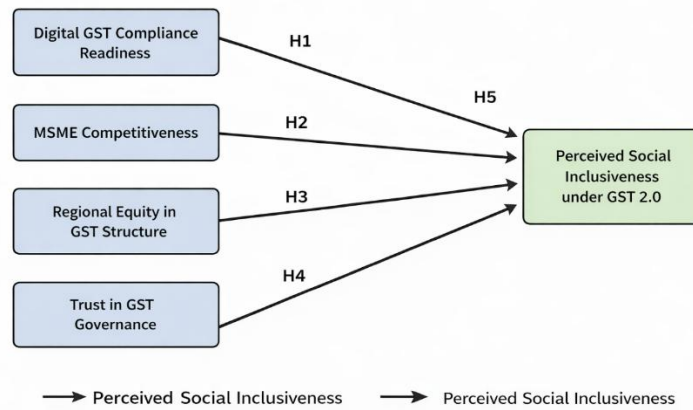 Digital GST Compliance
Readiness
H1
H5
MSME Competitiveness
H2
Perceived Social
Inclusiveness
under GST 2.0
Regional Equity in
GST Structure
H3
Trust in GST
Governance
H4
Perceived Social Inclusiveness
Perceived Social Inclusiveness